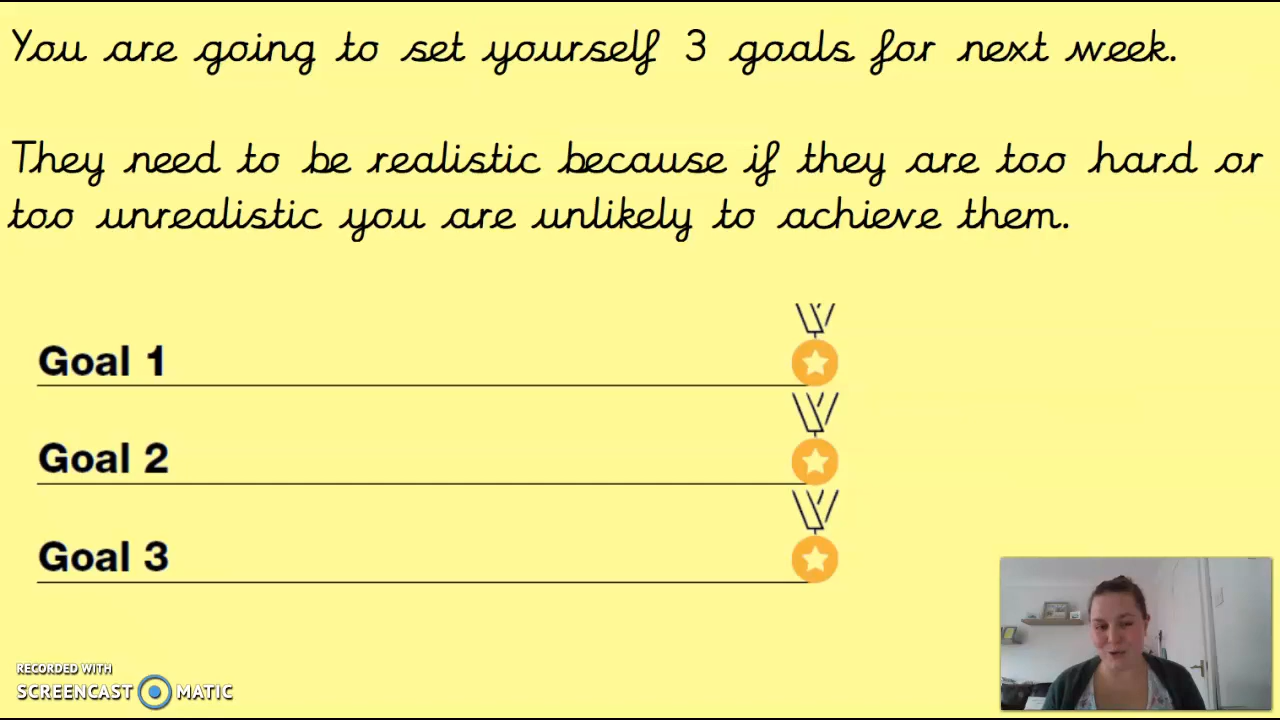 You are going to set yourself 3 goals for next week.
They need to be realistic because if they are too hard or
too unrealistic you are unlikely to achieve them.
Goal 1
Goal 2
Goal 3
RECORDED WITH
SCREENCAST MATIC